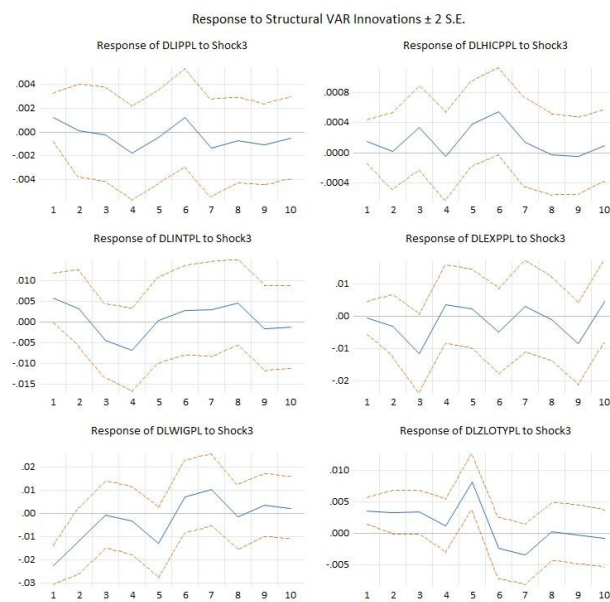 Response to Structural VAR Innovations ± 2 S.E.
Response of DLIPPL to Shock3
.004
.002
.000
-.002
-.004
1 2 3 4 5 6 7 8 9 10
Response of DLHICPPL to Shock3
.0008
.0004
.0000
-.0004
1 2 3 4 5 6 7 8 9 10
Response of DLINTPL to Shock3
.010
.005
.000
-.005
-.010
-.015
1 2 3 4 5 6 7 8 9 10
Response of DLEXPPL to Shock3
.01
.00
-.01
-.02
1 2 3 4 5 6 7 8 9 10
Response of DLWIGPL to Shock3
.02
.01
.00
-.01
-.02
-.03
1 2 3 4 5 6 7 8 9 10
Response of DLZLOTYPL to Shock3
.010
.005
.000
-.005
1 2 3 4 5 6 7 8 9 10